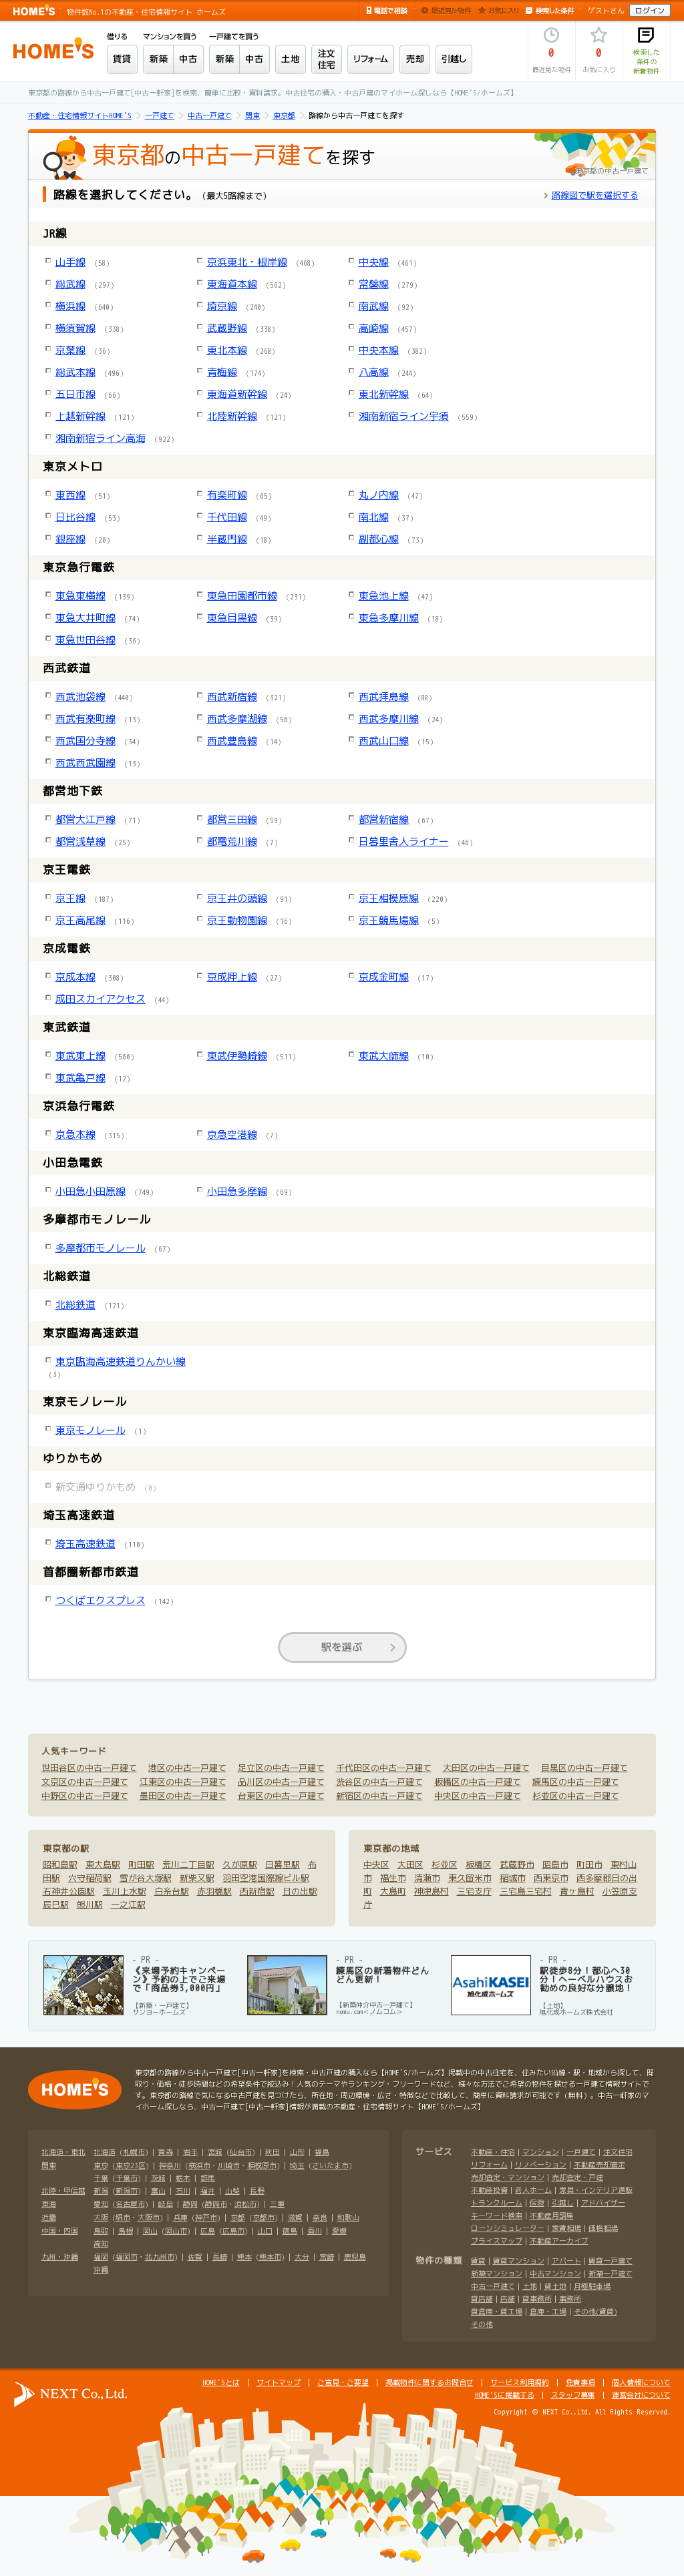 HOME'S 物件数No.1の不動産・住宅情報サイト ホームズ
電話で相談 最近見た物件 お気に入り 検索した条件 ゲストさん ログイン
HOME'S
借りる マンションを買う 一戸建てを買う
賃貸 新築 中古 新築 中古 土地 注文住宅 リフォーム 売却 引越し
0 最近見た物件
0 お気に入り
検索した条件の新着物件
東京都の路線から中古一戸建て[中古一軒家]を検索、簡単に比較・資料請求。中古住宅の購入・中古戸建のマイホーム探しなら【HOME'S/ホームズ】
不動産・住宅情報サイトHOME'S > 一戸建て > 中古一戸建て > 関東 > 東京都 > 路線から中古一戸建てを探す
東京都の中古一戸建てを探す
東京都の中古一戸建て
路線を選択してください。（最大5路線まで）
路線図で駅を選択する
JR線
山手線 (58) 京浜東北・根岸線 (468) 中央線 (461)
総武線 (297) 東海道本線 (562) 常磐線 (279)
横浜線 (640) 埼京線 (240) 南武線 (92)
横須賀線 (338) 武蔵野線 (338) 高崎線 (457)
京葉線 (36) 東北本線 (268) 中央本線 (382)
総武本線 (496) 青梅線 (174) 八高線 (244)
五日市線 (66) 東海道新幹線 (24) 東北新幹線 (64)
上越新幹線 (121) 北陸新幹線 (121) 湘南新宿ライン宇須 (559)
湘南新宿ライン高海 (922)
東京メトロ
東西線 (51) 有楽町線 (65) 丸ノ内線 (47)
日比谷線 (53) 千代田線 (49) 南北線 (37)
銀座線 (20) 半蔵門線 (18) 副都心線 (73)
東京急行電鉄
東急東横線 (139) 東急田園都市線 (231) 東急池上線 (47)
東急大井町線 (74) 東急目黒線 (39) 東急多摩川線 (18)
東急世田谷線 (36)
西武鉄道
西武池袋線 (440) 西武新宿線 (321) 西武拝島線 (88)
西武有楽町線 (13) 西武多摩湖線 (56) 西武多摩川線 (24)
西武国分寺線 (34) 西武豊島線 (14) 西武山口線 (15)
西武西武園線 (13)
都営地下鉄
都営大江戸線 (71) 都営三田線 (59) 都営新宿線 (67)
都営浅草線 (25) 都電荒川線 (7) 日暮里舎人ライナー (46)
京王電鉄
京王線 (187) 京王井の頭線 (91) 京王相模原線 (220)
京王高尾線 (116) 京王動物園線 (16) 京王競馬場線 (5)
京成電鉄
京成本線 (308) 京成押上線 (27) 京成金町線 (17)
成田スカイアクセス (44)
東武鉄道
東武東上線 (560) 東武伊勢崎線 (511) 東武大師線 (10)
東武亀戸線 (12)
京浜急行電鉄
京急本線 (315) 京急空港線 (7)
小田急電鉄
小田急小田原線 (749) 小田急多摩線 (69)
多摩都市モノレール
多摩都市モノレール (67)
北総鉄道
北総鉄道 (121)
東京臨海高速鉄道
東京臨海高速鉄道りんかい線
(3)
東京モノレール
東京モノレール (1)
ゆりかもめ
新交通ゆりかもめ (0)
埼玉高速鉄道
埼玉高速鉄道 (110)
首都圏新都市鉄道
つくばエクスプレス (142)
駅を選ぶ
人気キーワード
世田谷区の中古一戸建て 港区の中古一戸建て 足立区の中古一戸建て 千代田区の中古一戸建て 大田区の中古一戸建て 目黒区の中古一戸建て
文京区の中古一戸建て 江東区の中古一戸建て 品川区の中古一戸建て 渋谷区の中古一戸建て 板橋区の中古一戸建て 練馬区の中古一戸建て
中野区の中古一戸建て 墨田区の中古一戸建て 台東区の中古一戸建て 新宿区の中古一戸建て 中央区の中古一戸建て 杉並区の中古一戸建て
東京都の駅
昭和島駅 東大島駅 町田駅 荒川二丁目駅 久が原駅 日暮里駅 布
田駅 穴守稲荷駅 雪が谷大塚駅 新柴又駅 羽田空港国際線ビル駅
石神井公園駅 玉川上水駅 白糸台駅 赤羽橋駅 西新宿駅 日の出駅
辰巳駅 熊川駅 一之江駅
東京都の地域
中央区 大田区 杉並区 板橋区 武蔵野市 昭島市 町田市 東村山
市 福生市 清瀬市 東久留米市 稲城市 西東京市 西多摩郡日の出
町 大島町 神津島村 三宅支庁 三宅島三宅村 青ヶ島村 小笠原支
庁
- PR -
《来場予約キャンペーン》予約の上でご来場で「商品券3,000円」
【新築・一戸建て】
サンヨーホームズ
- PR -
練馬区の新着物件どんどん更新！
【新築仲介中古一戸建て】
nomu.com＜ノムコム＞
AsahiKASEI
旭化成ホームズ
- PR -
駅徒歩8分！都心へ30分！ヘーベルハウスお勧めの良好な分譲地！
【土地】
旭化成ホームズ株式会社
HOME'S
東京都の路線から中古一戸建て[中古一軒家]を検索・中古戸建の購入なら【HOME'S/ホームズ】掲載中の中古住宅を、住みたい沿線・駅・地域から探して、間
取り・価格・徒歩時間などの希望条件で絞込み！人気のテーマやランキング・フリーワードなど、様々な方法でご希望の物件を探せる一戸建て情報サイトで
す。東京都の路線で気になる中古戸建を見つけたら、所在地・周辺環境・広さ・特徴などで比較して、簡単に資料請求が可能です（無料）。中古一軒家のマ
イホーム探しなら、中古一戸建て[中古一軒家]情報が満載の不動産・住宅情報サイト【HOME'S/ホームズ】
北海道・東北 北海道 (札幌市) | 青森 | 岩手 | 宮城 (仙台市) | 秋田 | 山形 | 福島
関東 東京 (東京23区) | 神奈川 (横浜市・川崎市・相模原市) | 埼玉 (さいたま市)
千葉 (千葉市) | 茨城 | 栃木 | 群馬
北陸・甲信越 新潟 (新潟市) | 富山 | 石川 | 福井 | 山梨 | 長野
東海 愛知 (名古屋市) | 岐阜 | 静岡 (静岡市・浜松市) | 三重
近畿 大阪 (堺市・大阪市) | 兵庫 (神戸市) | 京都 (京都市) | 滋賀 | 奈良 | 和歌山
中国・四国 鳥取 | 島根 | 岡山 (岡山市) | 広島 (広島市) | 山口 | 徳島 | 香川 | 愛媛
高知
九州・沖縄 福岡 (福岡市・北九州市) | 佐賀 | 長崎 | 熊本 (熊本市) | 大分 | 宮崎 | 鹿児島
沖縄
サービス 不動産・住宅 | マンション | 一戸建て | 注文住宅
リフォーム | リノベーション | 不動産売却査定
売却査定・マンション | 売却査定・戸建
不動産投資 | 老人ホーム | 家具・インテリア通販
トランクルーム | 保険 | 引越し | アドバイザー
キーワード検索 | 不動産用語集
ローンシミュレーター | 家賃相場 | 価格相場
プライスマップ | 不動産アーカイブ
物件の種類 賃貸 | 賃貸マンション | アパート | 賃貸一戸建て
新築マンション | 中古マンション | 新築一戸建て
中古一戸建て | 土地 | 貸土地 | 月極駐車場
貸店舗 | 店舗 | 貸事務所 | 事務所
貸倉庫・貸工場 | 倉庫・工場 | その他(賃貸)
その他
NEXT Co., Ltd.
HOME'Sとは | サイトマップ | ご意見・ご要望 | 掲載物件に関するお問合せ | サービス利用規約 | 免責事項 | 個人情報について
HOME'Sに掲載する | スタッフ募集 | 運営会社について
Copyright © NEXT Co.,Ltd. All Rights Reserved.